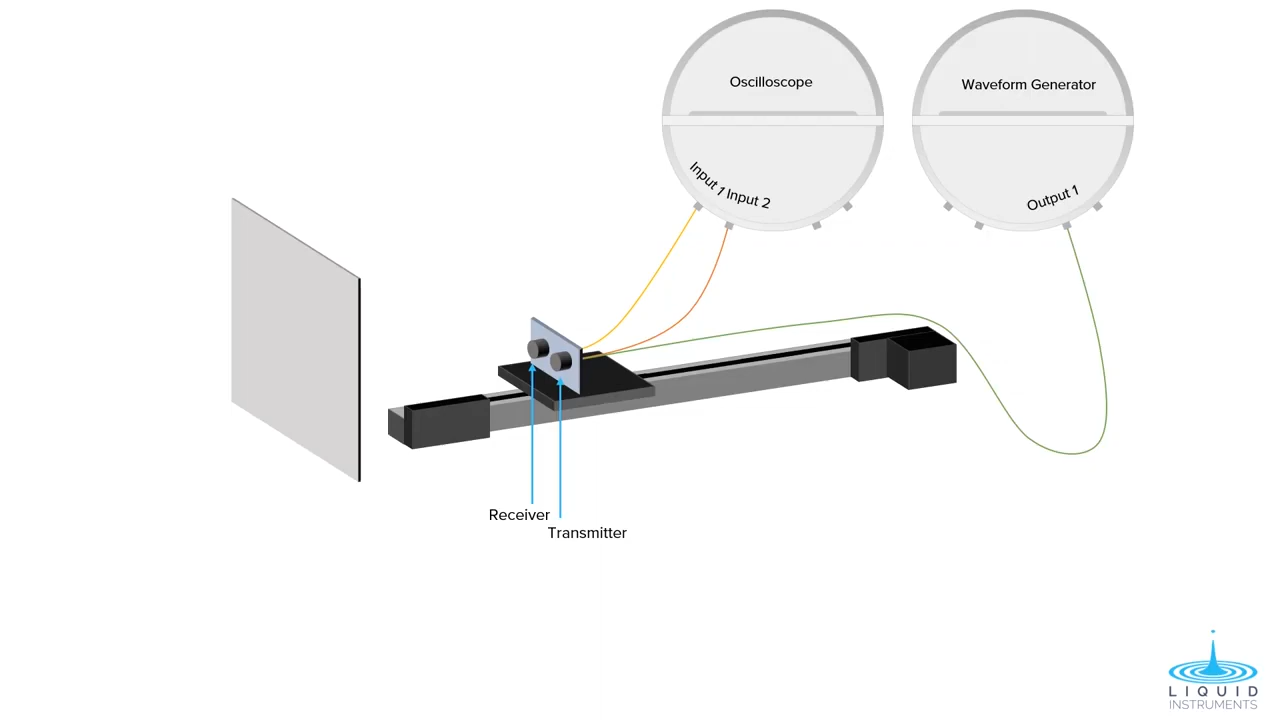 Oscilloscope
Waveform Generator
Input 1 Input 2
Output 1
Receiver
Transmitter
LIQUID
INSTRUMENTS